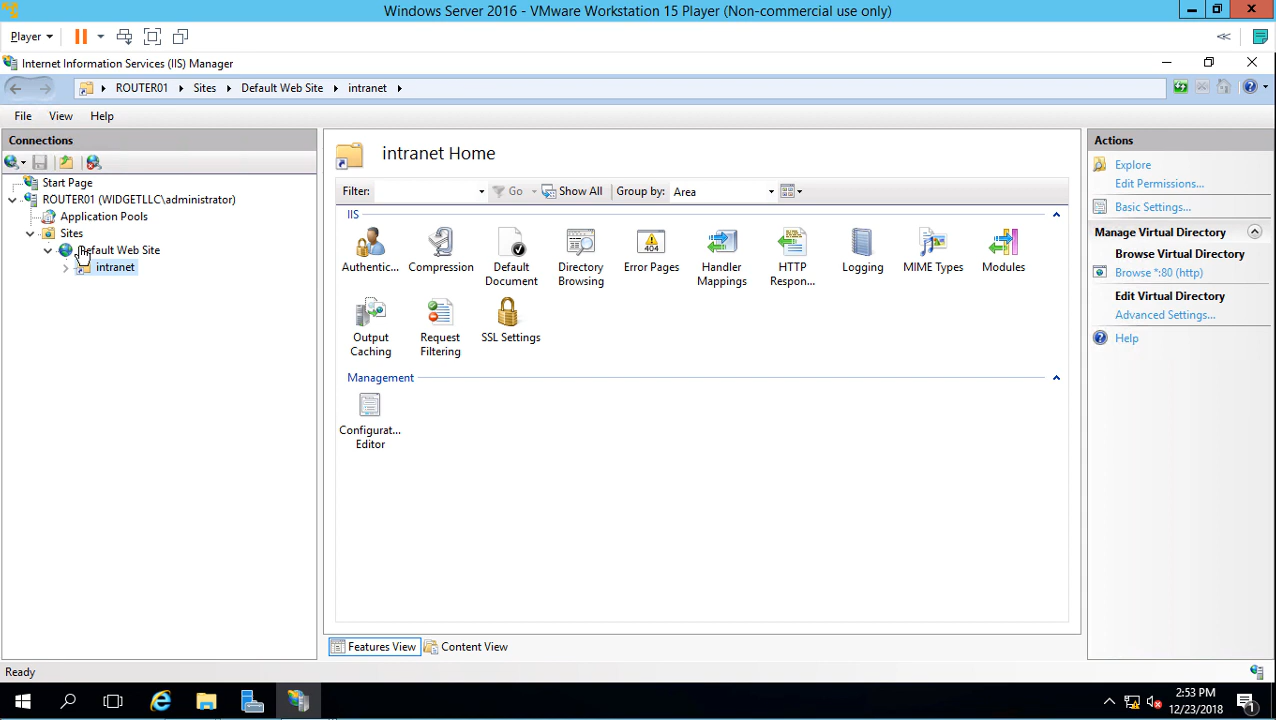 Windows Server 2016 - VMware Workstation 15 Player (Non-commercial use only)
Player
Internet Information Services (IIS) Manager
ROUTER01 Sites Default Web Site intranet
File View Help
Connections
Start Page
ROUTER01 (WIDGETLLC\administrator)
Application Pools
Sites
Default Web Site
intranet
intranet Home
Filter: Go Show All Group by: Area
IIS
Authentic... Compression Default Document Directory Browsing Error Pages Handler Mappings HTTP Respon... Logging MIME Types Modules
404
Output Caching Request Filtering SSL Settings
Management
Configurat... Editor
Features View Content View
Actions
Explore
Edit Permissions...
Basic Settings...
Manage Virtual Directory
Browse Virtual Directory
Browse *:80 (http)
Edit Virtual Directory
Advanced Settings...
Help
Ready
2:53 PM
12/23/2018
1